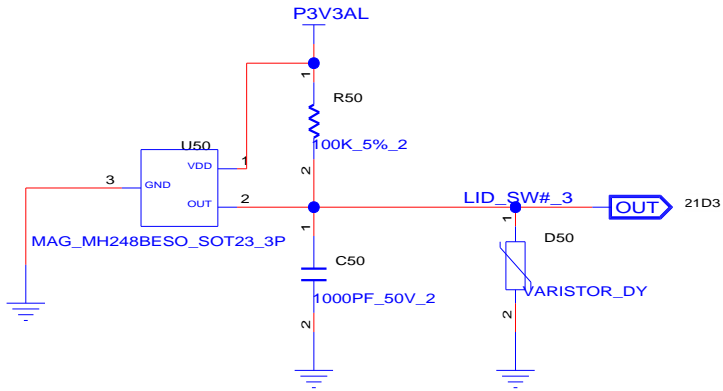 P3V3AL
1
R50
100K_5%_2
2
U50
VDD
1
3
GND
OUT
2
MAG_MH248BESO_SOT23_3P
LID_SW#_3
OUT
21D3
1
C50
1000PF_50V_2
2
1
D50
VARISTOR_DY
2